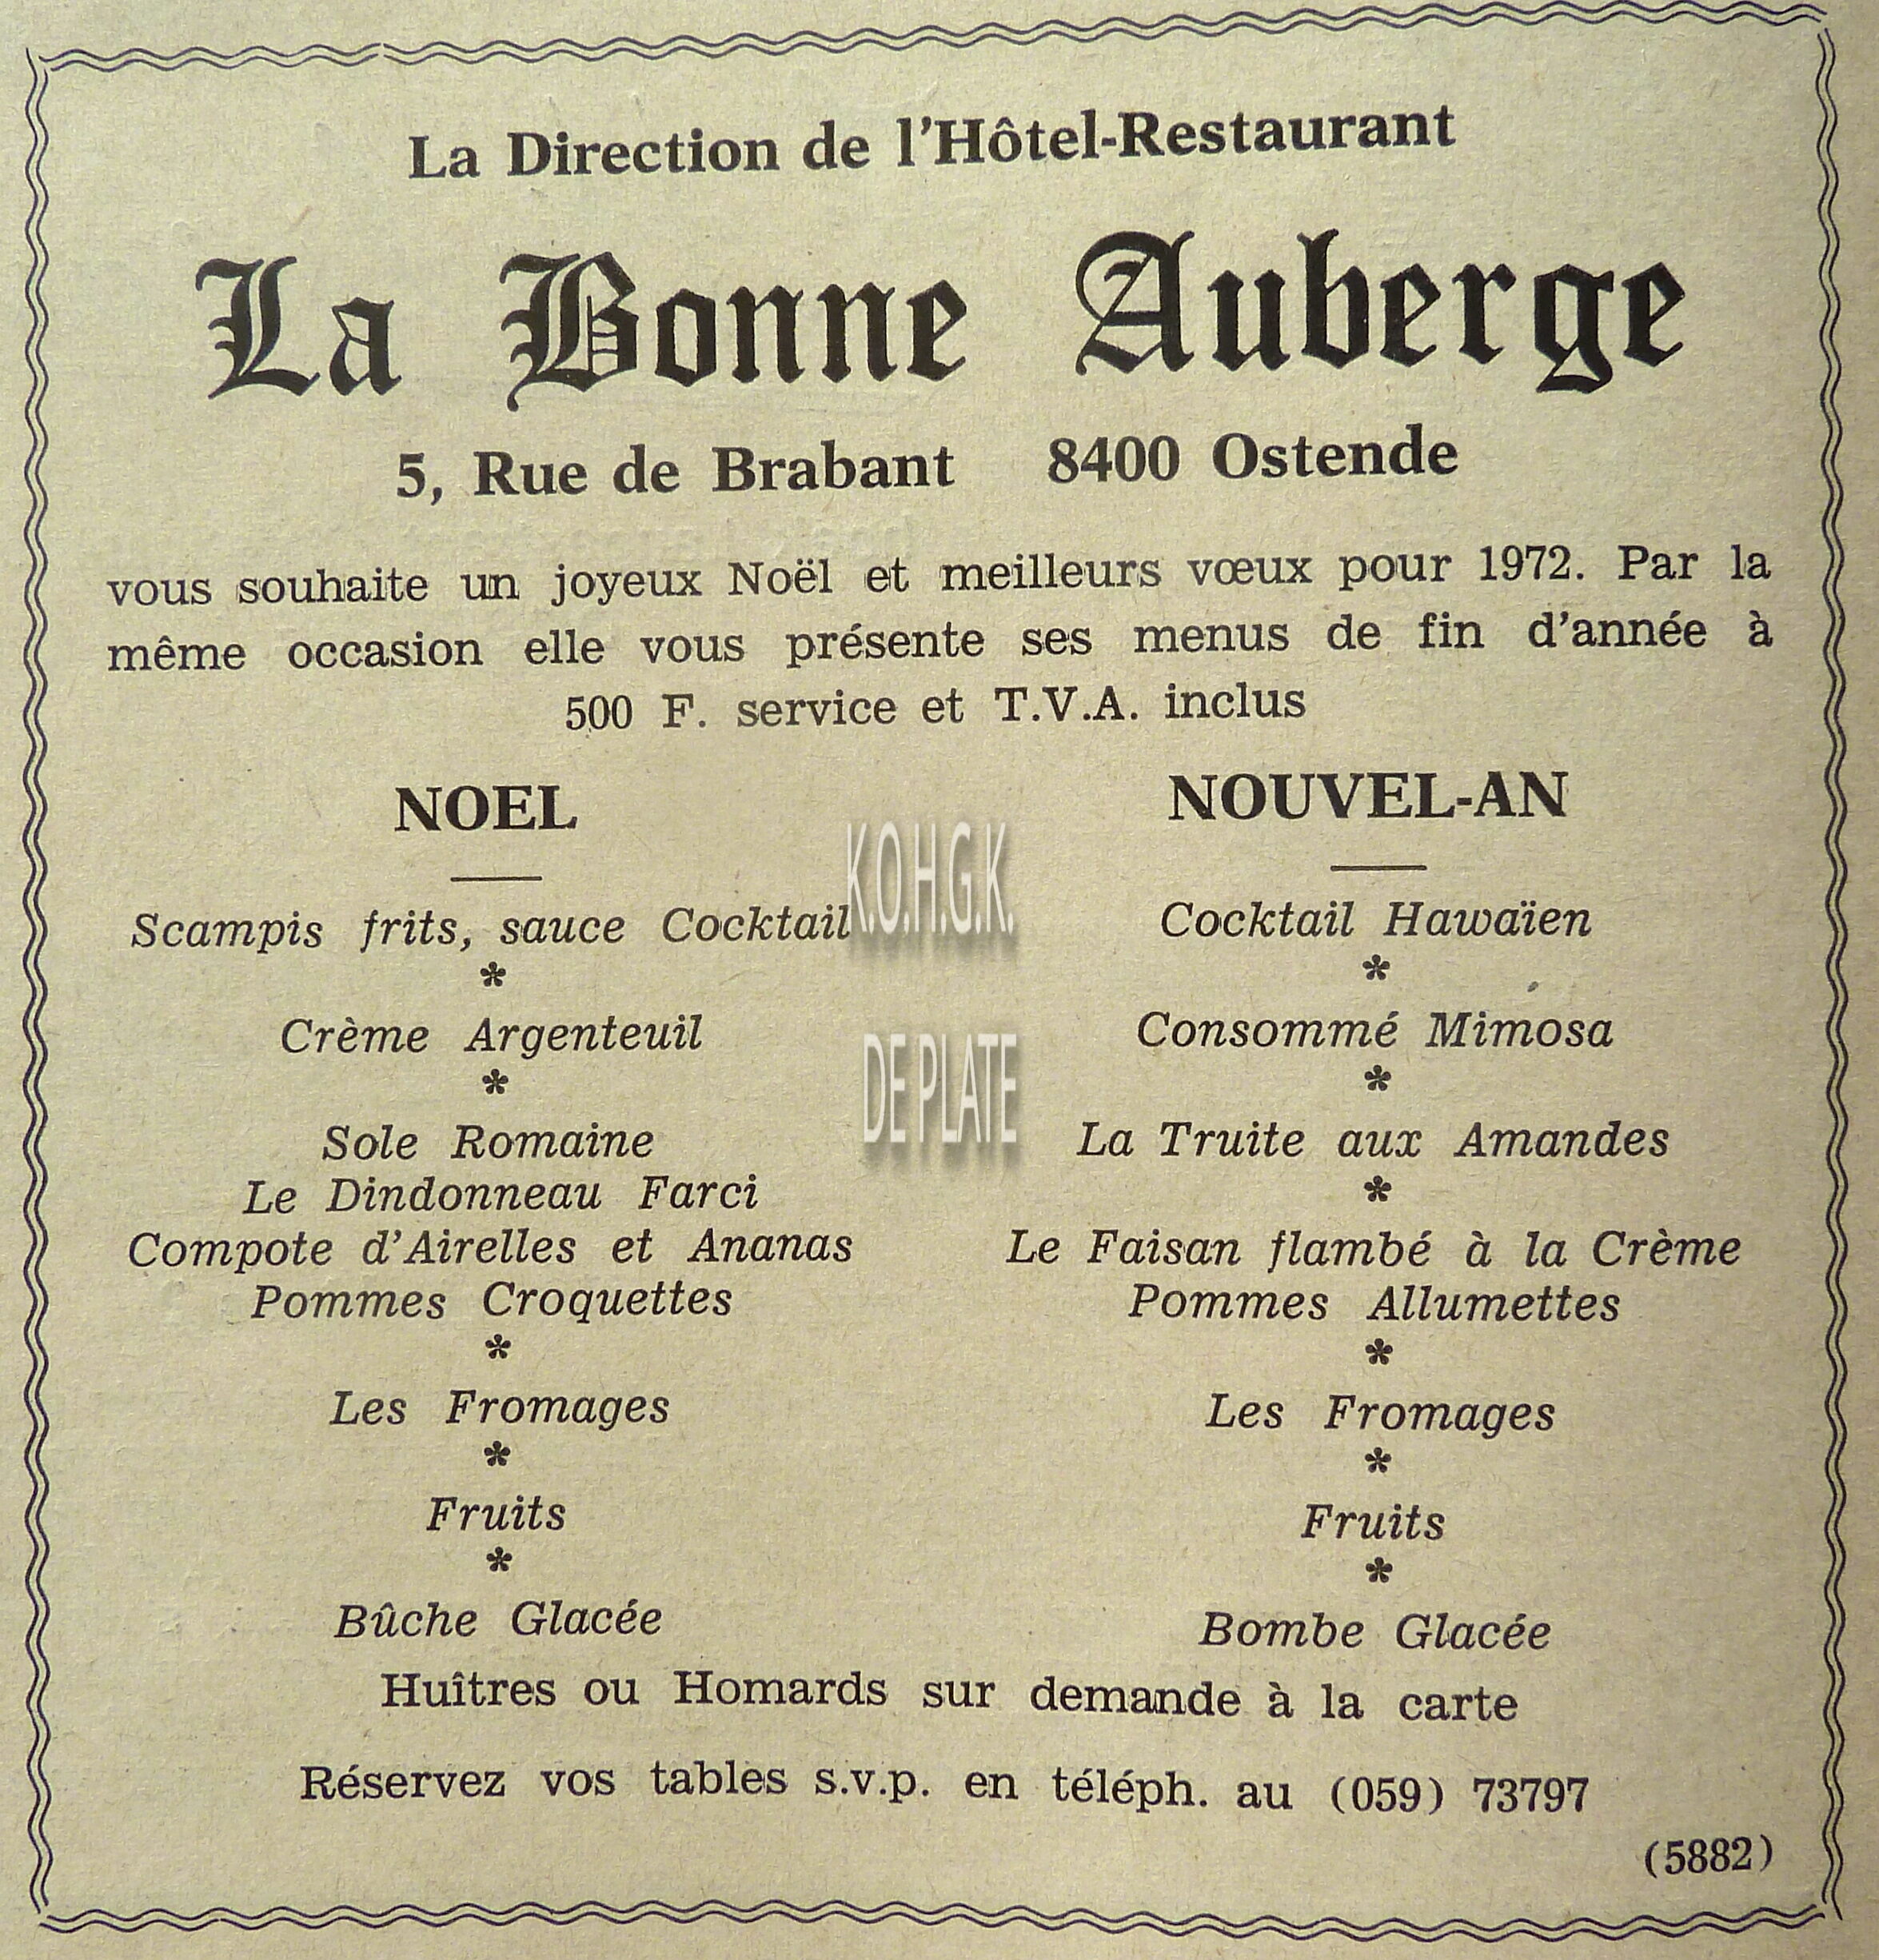 La Direction de l'Hôtel-Restaurant
La Bonne Auberge
5, Rue de Brabant 8400 Ostende
vous souhaite un joyeux Noël et meilleurs vœux pour 1972. Par la
même occasion elle vous présente ses menus de fin d'année à
500 F. service et T.V.A. inclus
NOEL
Scampis frits, sauce Cocktail
*
Crème Argenteuil
*
Sole Romaine
Le Dindonneau Farci
Compote d'Airelles et Ananas
Pommes Croquettes
*
Les Fromages
*
Fruits
*
Bûche Glacée
NOUVEL-AN
Cocktail Hawaïen
*
Consommé Mimosa
*
La Truite aux Amandes
*
Le Faisan flambé à la Crème
Pommes Allumettes
*
Les Fromages
*
Fruits
*
Bombe Glacée
K.O.H.G.K.
DE PLATE
Huîtres ou Homards sur demande à la carte
Réservez vos tables s.v.p. en téléph. au (059) 73797
(5882)